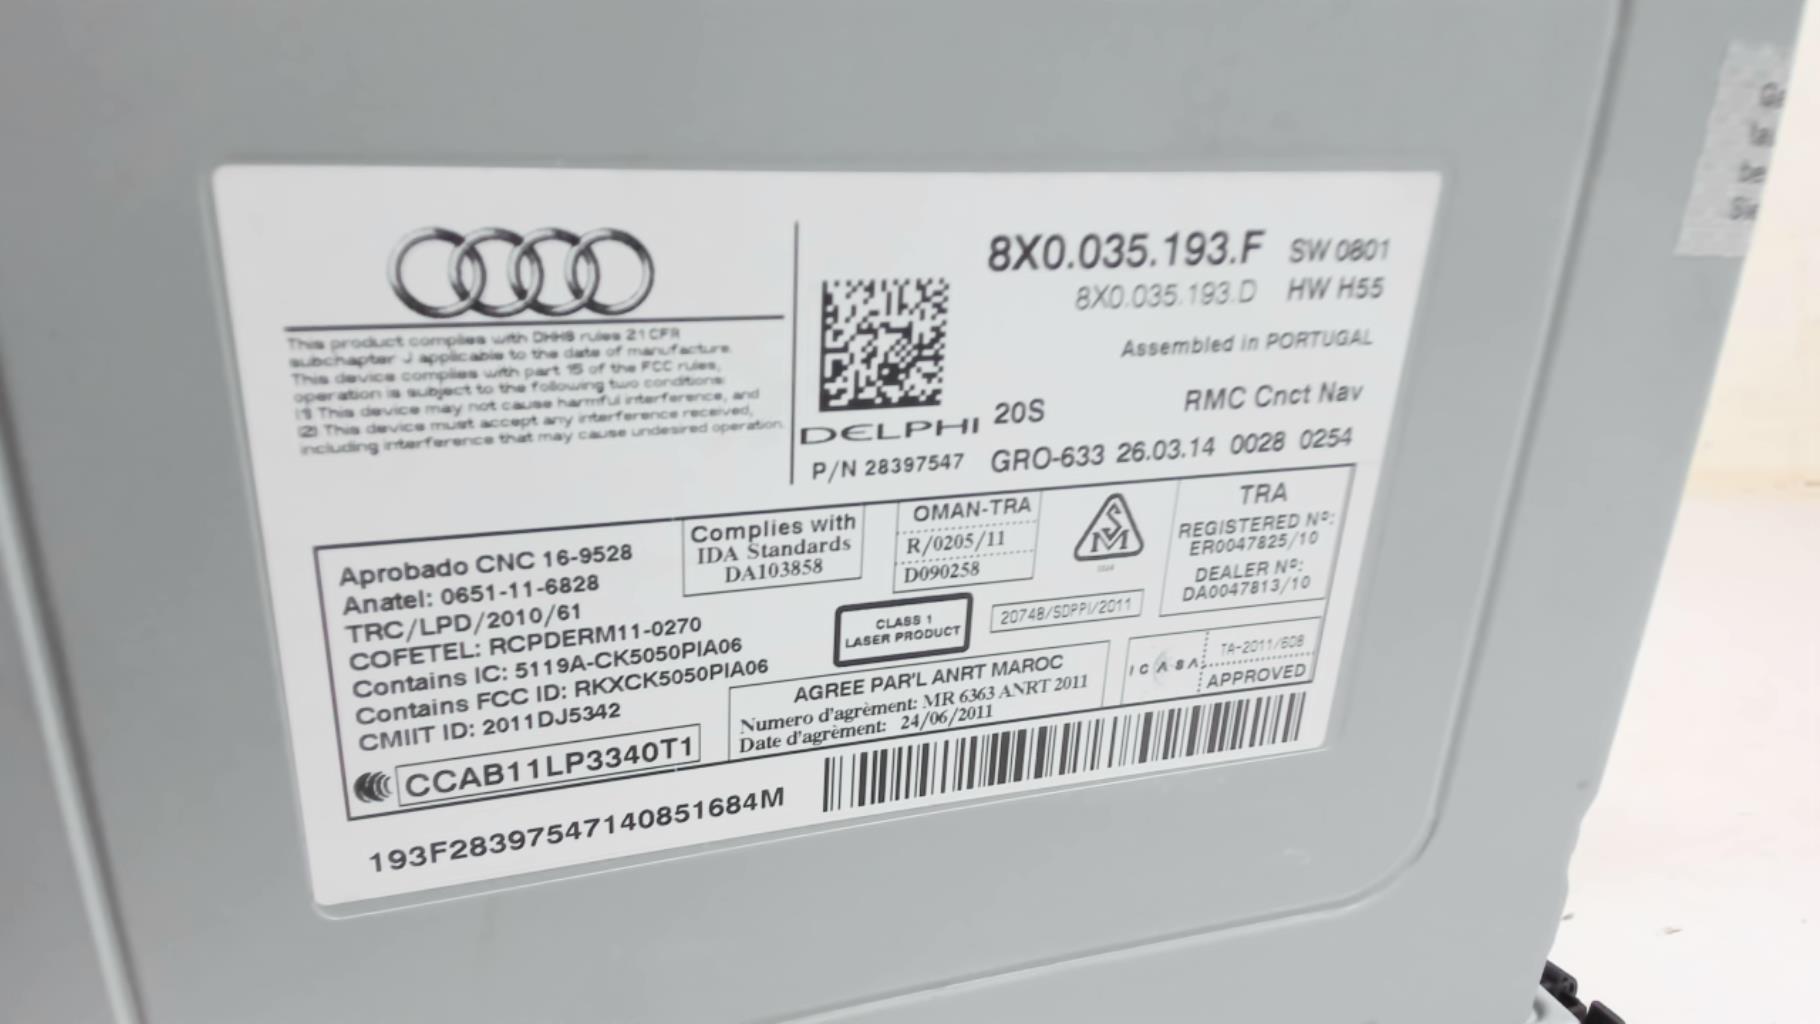 This product complies with DHHS rules 21 CFR
subchapter J applicable to the date of manufacture.
This device complies with part 15 of the FCC rules,
operation is subject to the following two conditions:
(1) This device may not cause harmful interference, and
(2) This device must accept any interference received,
including interference that may cause undesired operation.
8X0.035.193.F SW 0801
8X0.035.193.D HW H55
Assembled in PORTUGAL
RMC Cnct Nav
DELPHI 20S
P/N 28397547 GRO-633 26.03.14 0028 0254
Aprobado CNC 16-9528
Anatel: 0651-11-6828
TRC/LPD/2010/61
COFETEL: RCPDERM11-0270
Contains IC: 5119A-CK5050PIA06
Contains FCC ID: RKXCK5050PIA06
CMIIT ID: 2011DJ5342
CCAB11LP3340T1
Complies with
IDA Standards
DA103858
OMAN-TRA
R/0205/11
D090258
SM
TRA
REGISTERED Nº:
ER0047825/10
DEALER Nº:
DA0047813/10
CLASS 1
LASER PRODUCT
20748/SDPPI/2011
AGREE PAR'L ANRT MAROC
Numero d'agrèment: MR 6363 ANRT 2011
Date d'agrèment: 24/06/2011
ICASA
TA-2011/608
APPROVED
193F28397547140851684M